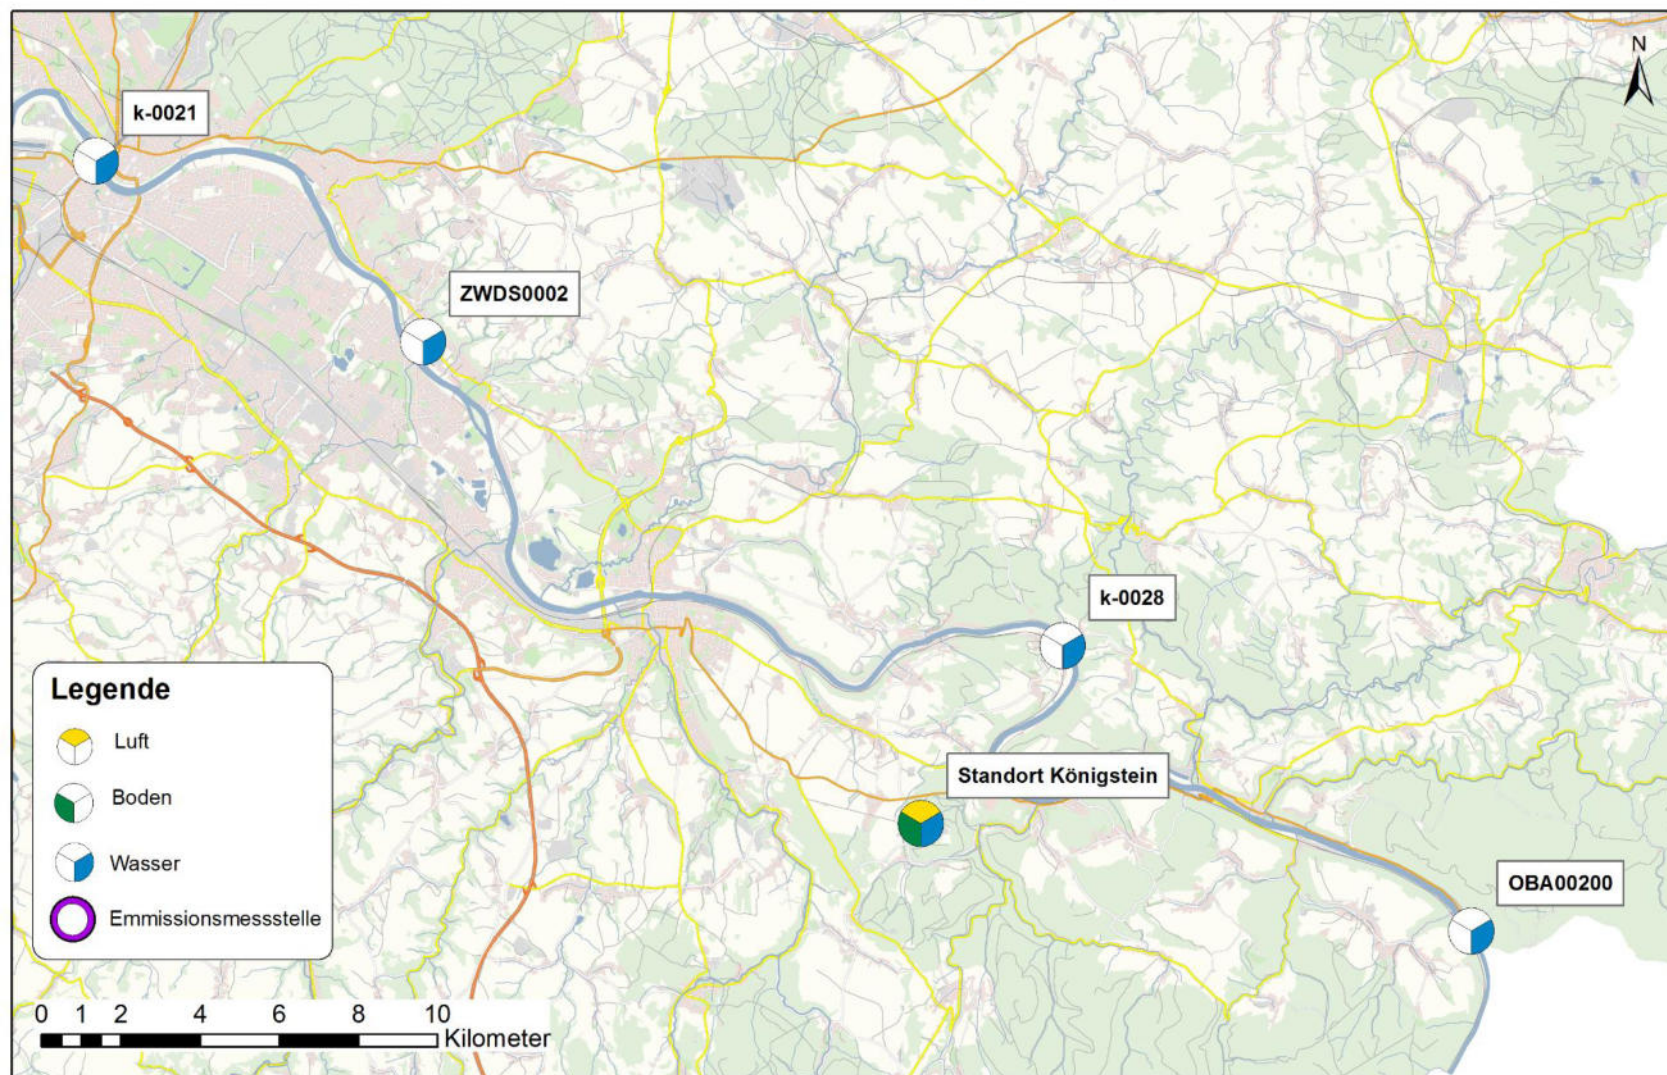 N
k-0021
ZWDS0002
k-0028
Standort Königstein
OBA00200
Legende
Luft
Boden
Wasser
Emmissionsmessstelle
0 1 2 4 6 8 10
Kilometer